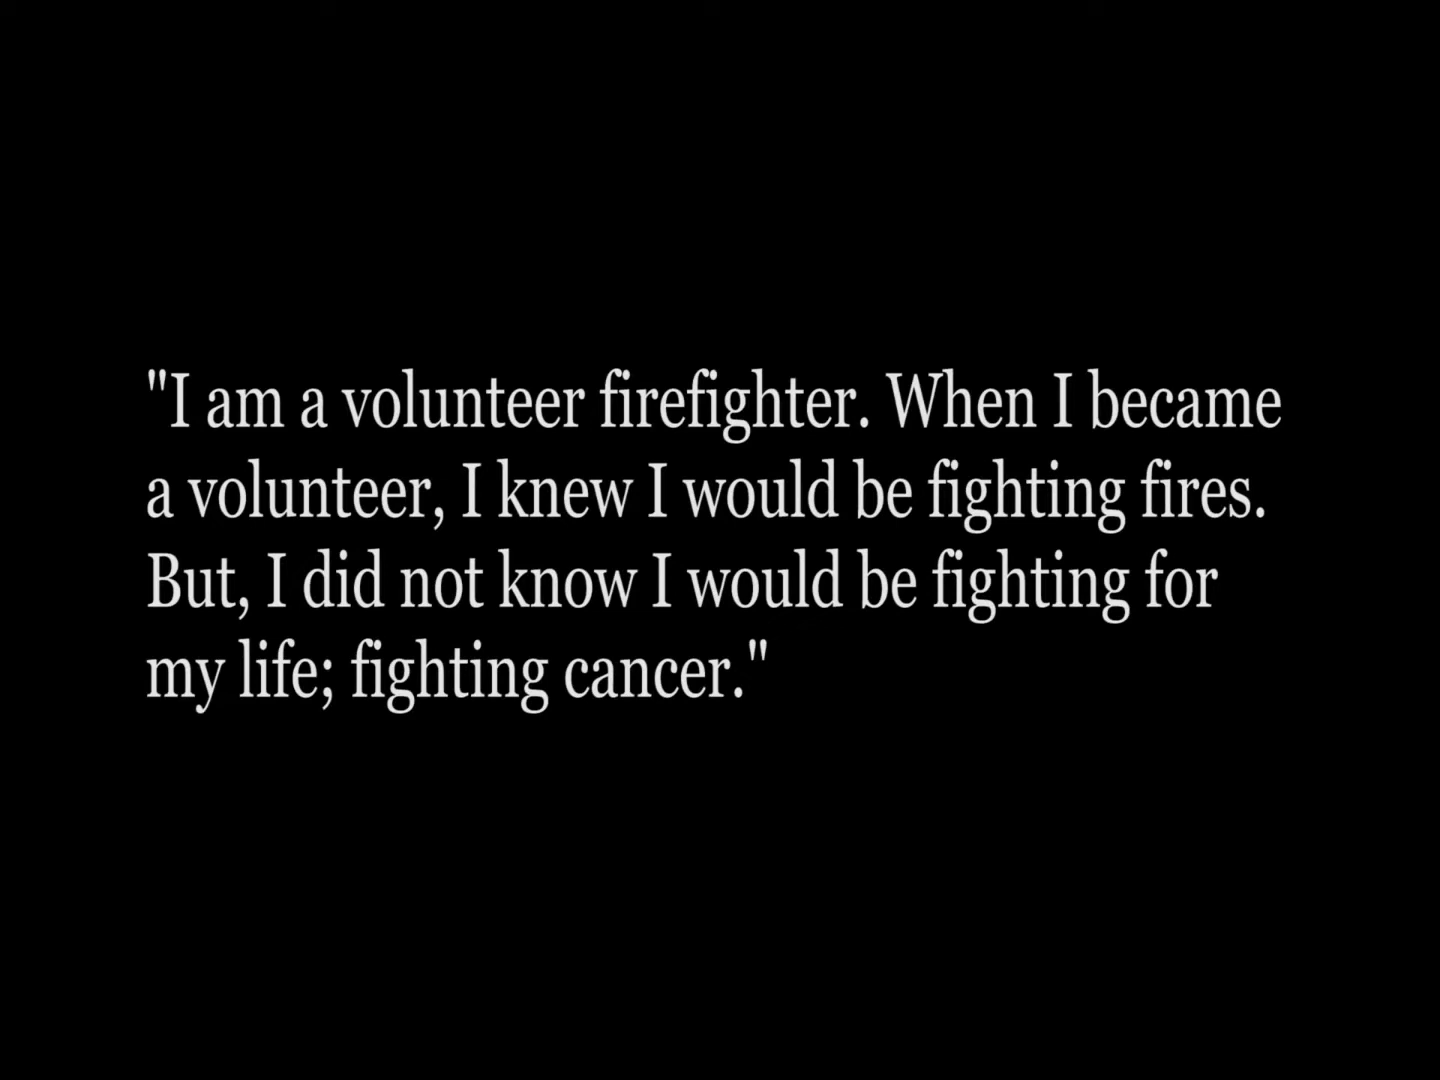 "I am a volunteer firefighter. When I became
a volunteer, I knew I would be fighting fires.
But, I did not know I would be fighting for
my life; fighting cancer."